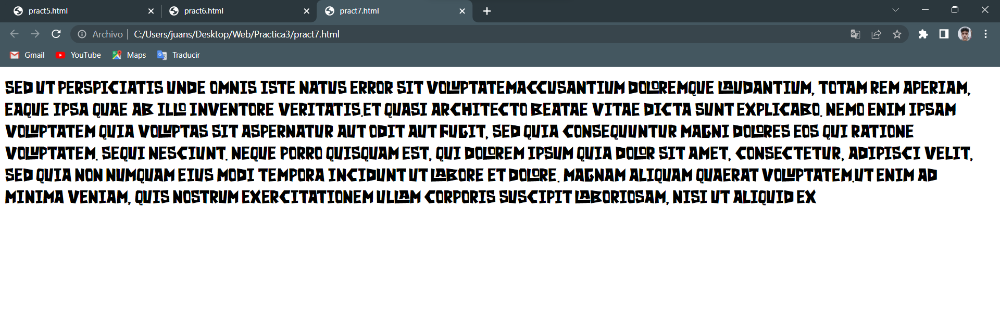 pract5.html
pract6.html
pract7.html
Archivo
C:/Users/juans/Desktop/Web/Practica3/pract7.html
Gmail
YouTube
Maps
Traducir
SED UT PERSPICIATIS UNDE OMNIS ISTE NATUS ERROR SIT VOLUPTATEMACCUSANTIUM DOLOREMQUE LAUDANTIUM, TOTAM REM APERIAM,
EAQUE IPSA QUAE AB ILLO INVENTORE VERITATIS.ET QUASI ARCHITECTO BEATAE VITAE DICTA SUNT EXPLICABO. NEMO ENIM IPSAM
VOLUPTATEM QUIA VOLUPTAS SIT ASPERNATUR AUT ODIT AUT FUGIT, SED QUIA CONSEQUUNTUR MAGNI DOLORES EOS QUI RATIONE
VOLUPTATEM. SEQUI NESCIUNT. NEQUE PORRO QUISQUAM EST, QUI DOLOREM IPSUM QUIA DOLOR SIT AMET, CONSECTETUR, ADIPISCI VELIT,
SED QUIA NON NUMQUAM EIUS MODI TEMPORA INCIDUNT UT LABORE ET DOLORE. MAGNAM ALIQUAM QUAERAT VOLUPTATEM.UT ENIM AD
MINIMA VENIAM, QUIS NOSTRUM EXERCITATIONEM ULLAM CORPORIS SUSCIPIT LABORIOSAM, NISI UT ALIQUID EX